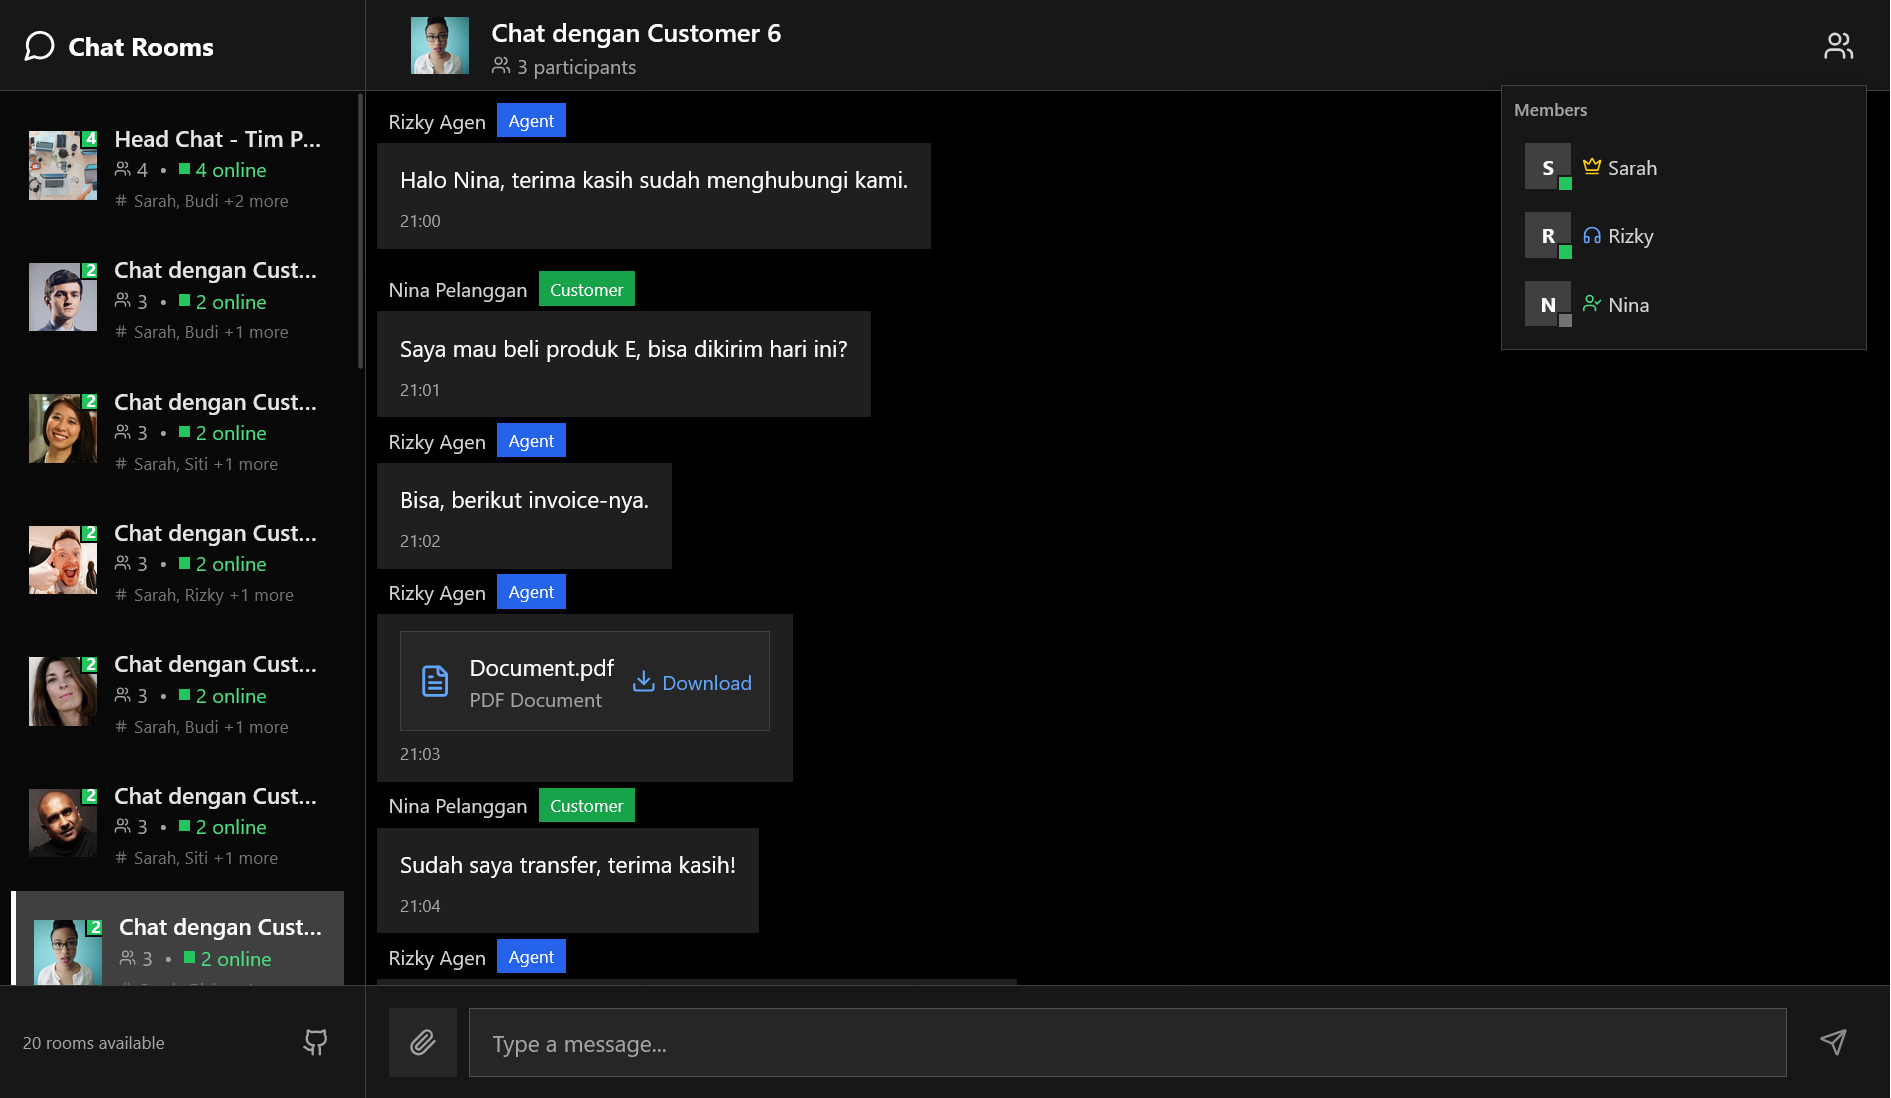 Chat Rooms
4
Head Chat - Tim P...
4 • 4 online
# Sarah, Budi +2 more
2
Chat dengan Cust...
3 • 2 online
# Sarah, Budi +1 more
2
Chat dengan Cust...
3 • 2 online
# Sarah, Siti +1 more
2
Chat dengan Cust...
3 • 2 online
# Sarah, Rizky +1 more
2
Chat dengan Cust...
3 • 2 online
# Sarah, Budi +1 more
2
Chat dengan Cust...
3 • 2 online
# Sarah, Siti +1 more
2
Chat dengan Cust...
3 • 2 online
20 rooms available
Chat dengan Customer 6
3 participants
Rizky Agen Agent
Halo Nina, terima kasih sudah menghubungi kami.
21:00
Nina Pelanggan Customer
Saya mau beli produk E, bisa dikirim hari ini?
21:01
Rizky Agen Agent
Bisa, berikut invoice-nya.
21:02
Rizky Agen Agent
Document.pdf
PDF Document
Download
21:03
Nina Pelanggan Customer
Sudah saya transfer, terima kasih!
21:04
Rizky Agen Agent
Type a message...
Members
S Sarah
R Rizky
N Nina